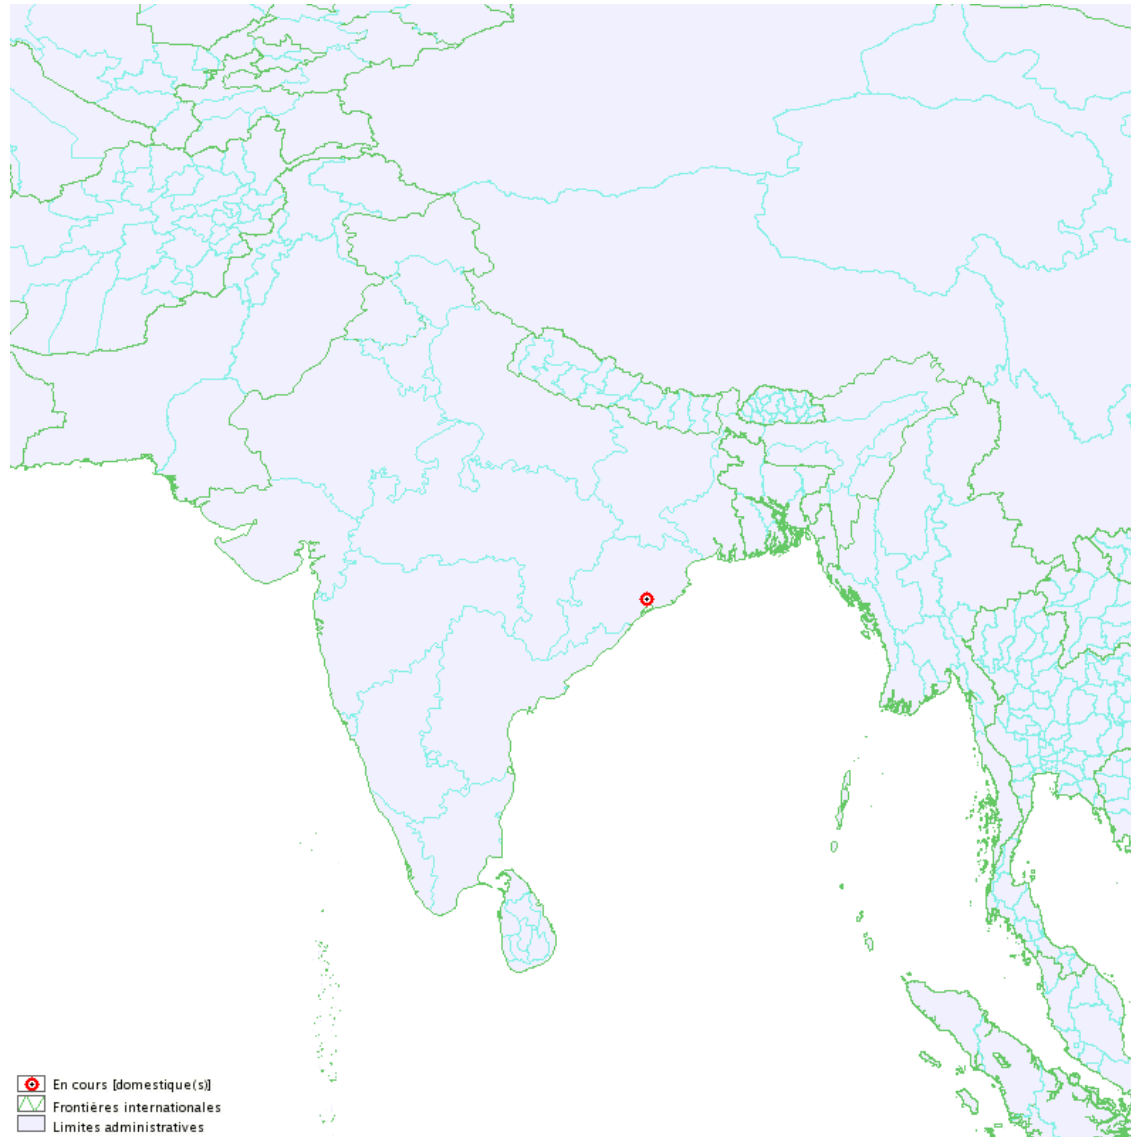 En cours [domestique(s)]
Frontières internationales
Limites administratives